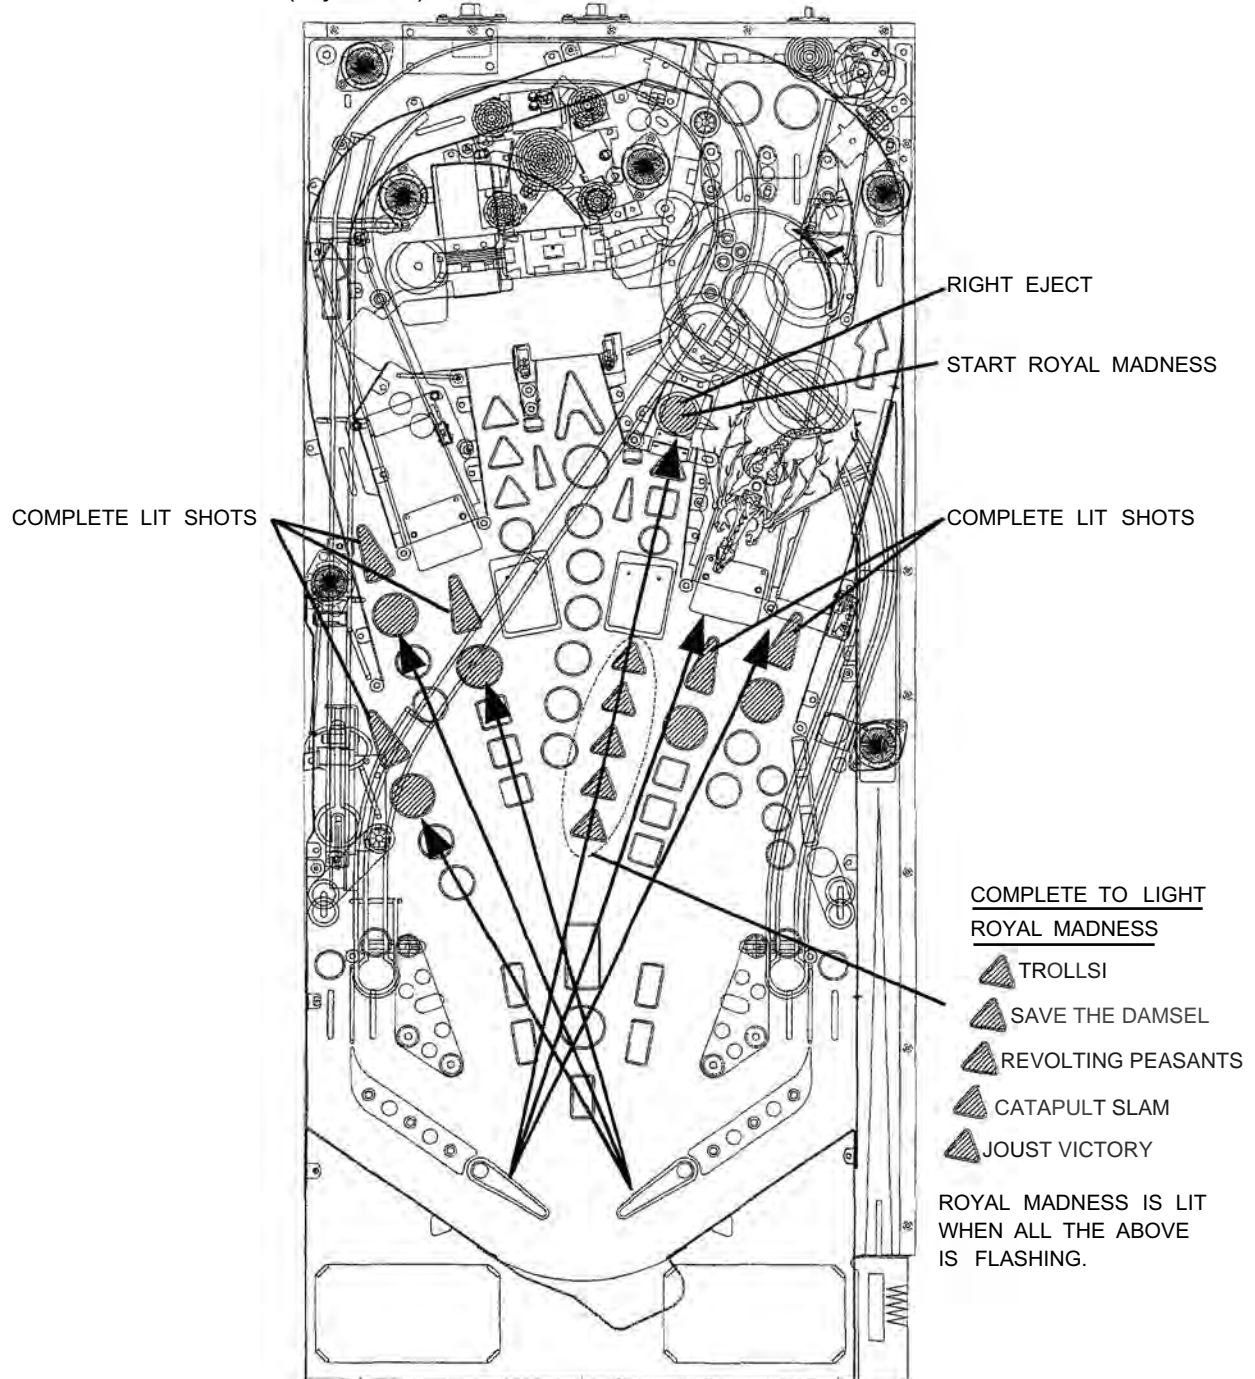 RIGHT EJECT
START ROYAL MADNESS
COMPLETE LIT SHOTS
COMPLETE LIT SHOTS
COMPLETE TO LIGHT
ROYAL MADNESS
TROLLSI
SAVE THE DAMSEL
REVOLTING PEASANTS
CATAPULT SLAM
JOUST VICTORY
ROYAL MADNESS IS LIT
WHEN ALL THE ABOVE
IS FLASHING.